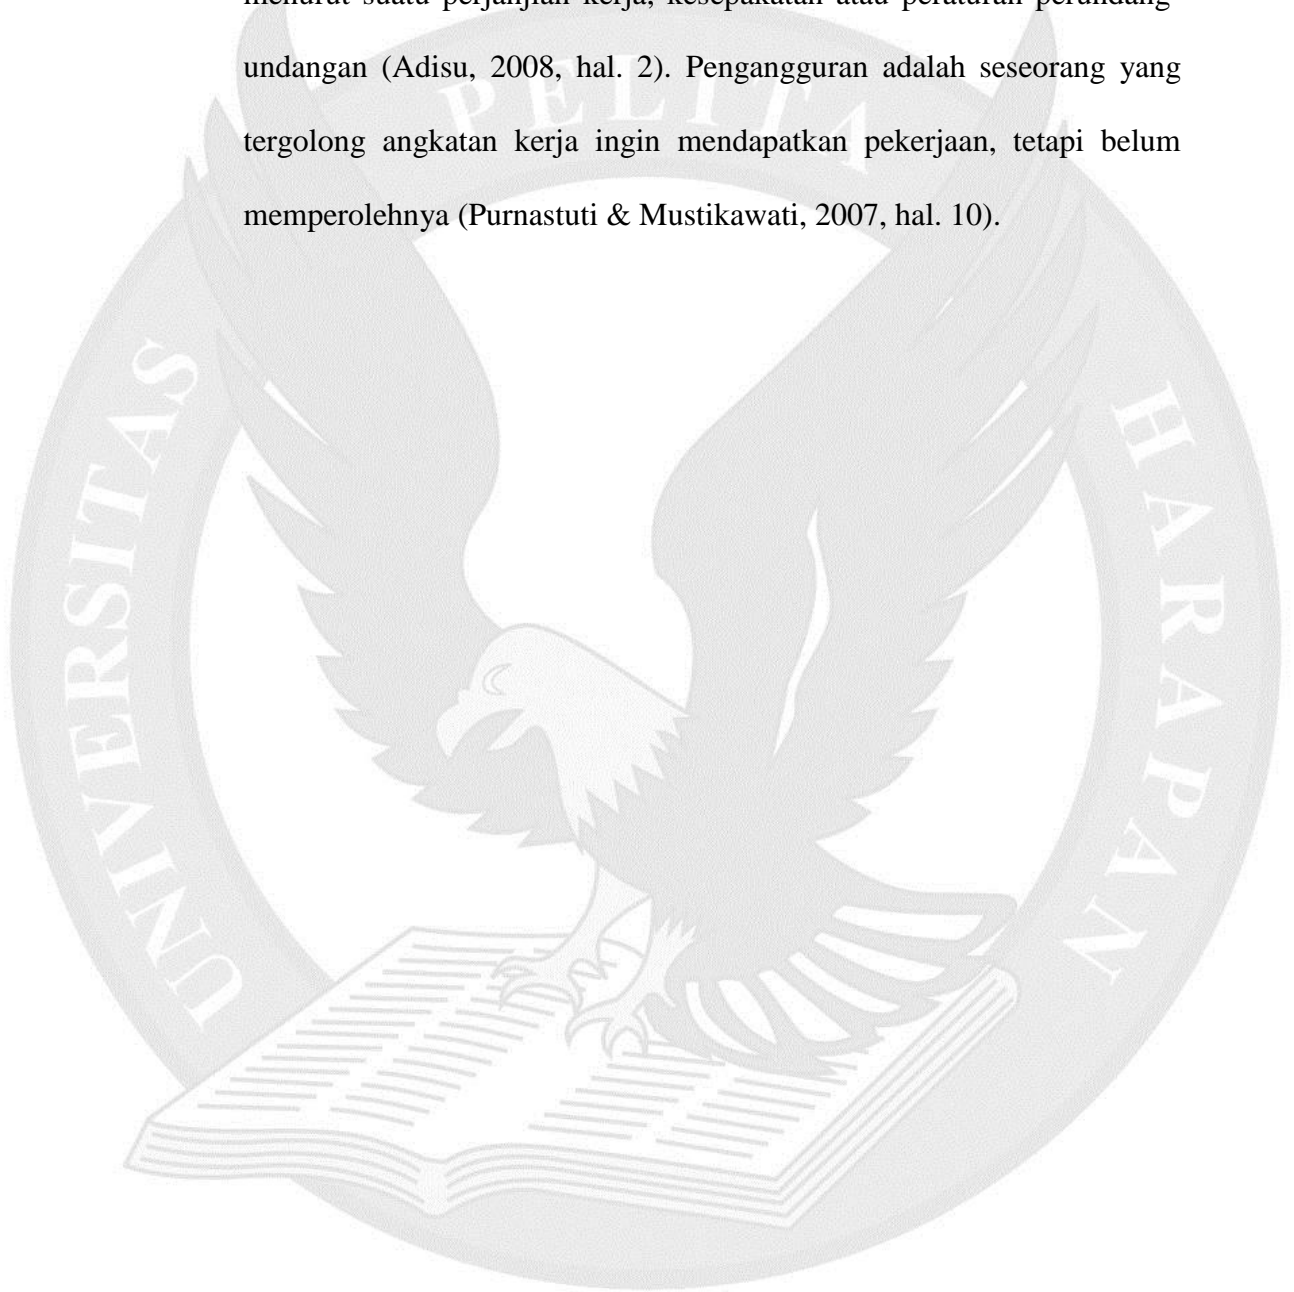 menurut suatu perjanjian kerja, kesepakatan atau peraturan perundang-
undangan (Adisu, 2008, hal. 2). Pengangguran adalah seseorang yang
tergolong angkatan kerja ingin mendapatkan pekerjaan, tetapi belum
memperolehnya (Purnastuti & Mustikawati, 2007, hal. 10).
UNIVERSITAS
PELITA
HARAPAN